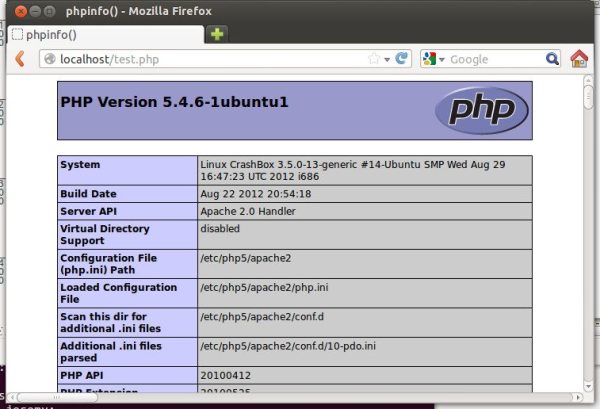 phpinfo() - Mozilla Firefox
phpinfo()
localhost/test.php
Google
PHP Version 5.4.6-1ubuntu1
php
System
Linux CrashBox 3.5.0-13-generic #14-Ubuntu SMP Wed Aug 29
16:47:23 UTC 2012 i686
Build Date
Aug 22 2012 20:54:18
Server API
Apache 2.0 Handler
Virtual Directory
Support
disabled
Configuration File
(php.ini) Path
/etc/php5/apache2
Loaded Configuration
File
/etc/php5/apache2/php.ini
Scan this dir for
additional .ini files
/etc/php5/apache2/conf.d
Additional .ini files
parsed
/etc/php5/apache2/conf.d/10-pdo.ini
PHP API
20100412
PHP Extension
20100525